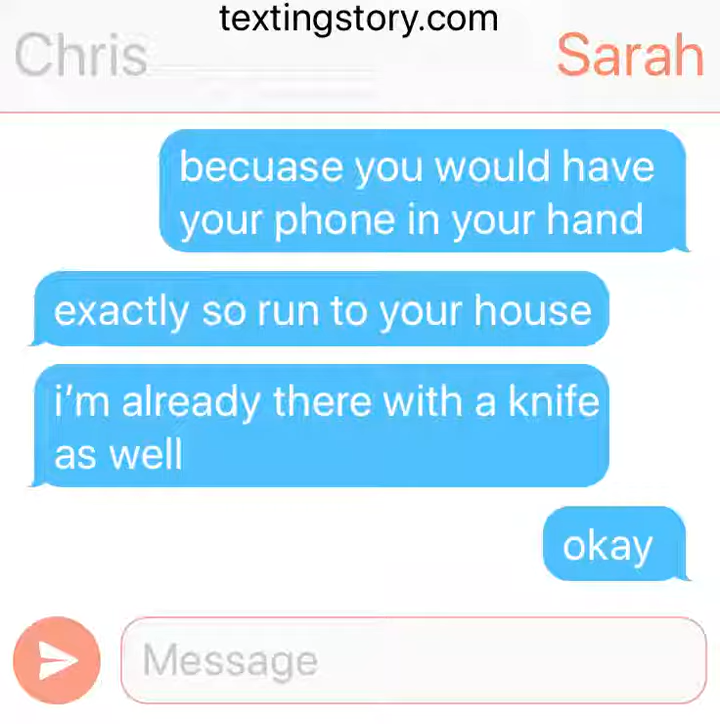 textingstory.com
Chris Sarah
becuase you would have
your phone in your hand
exactly so run to your house
i'm already there with a knife
as well
okay
Message